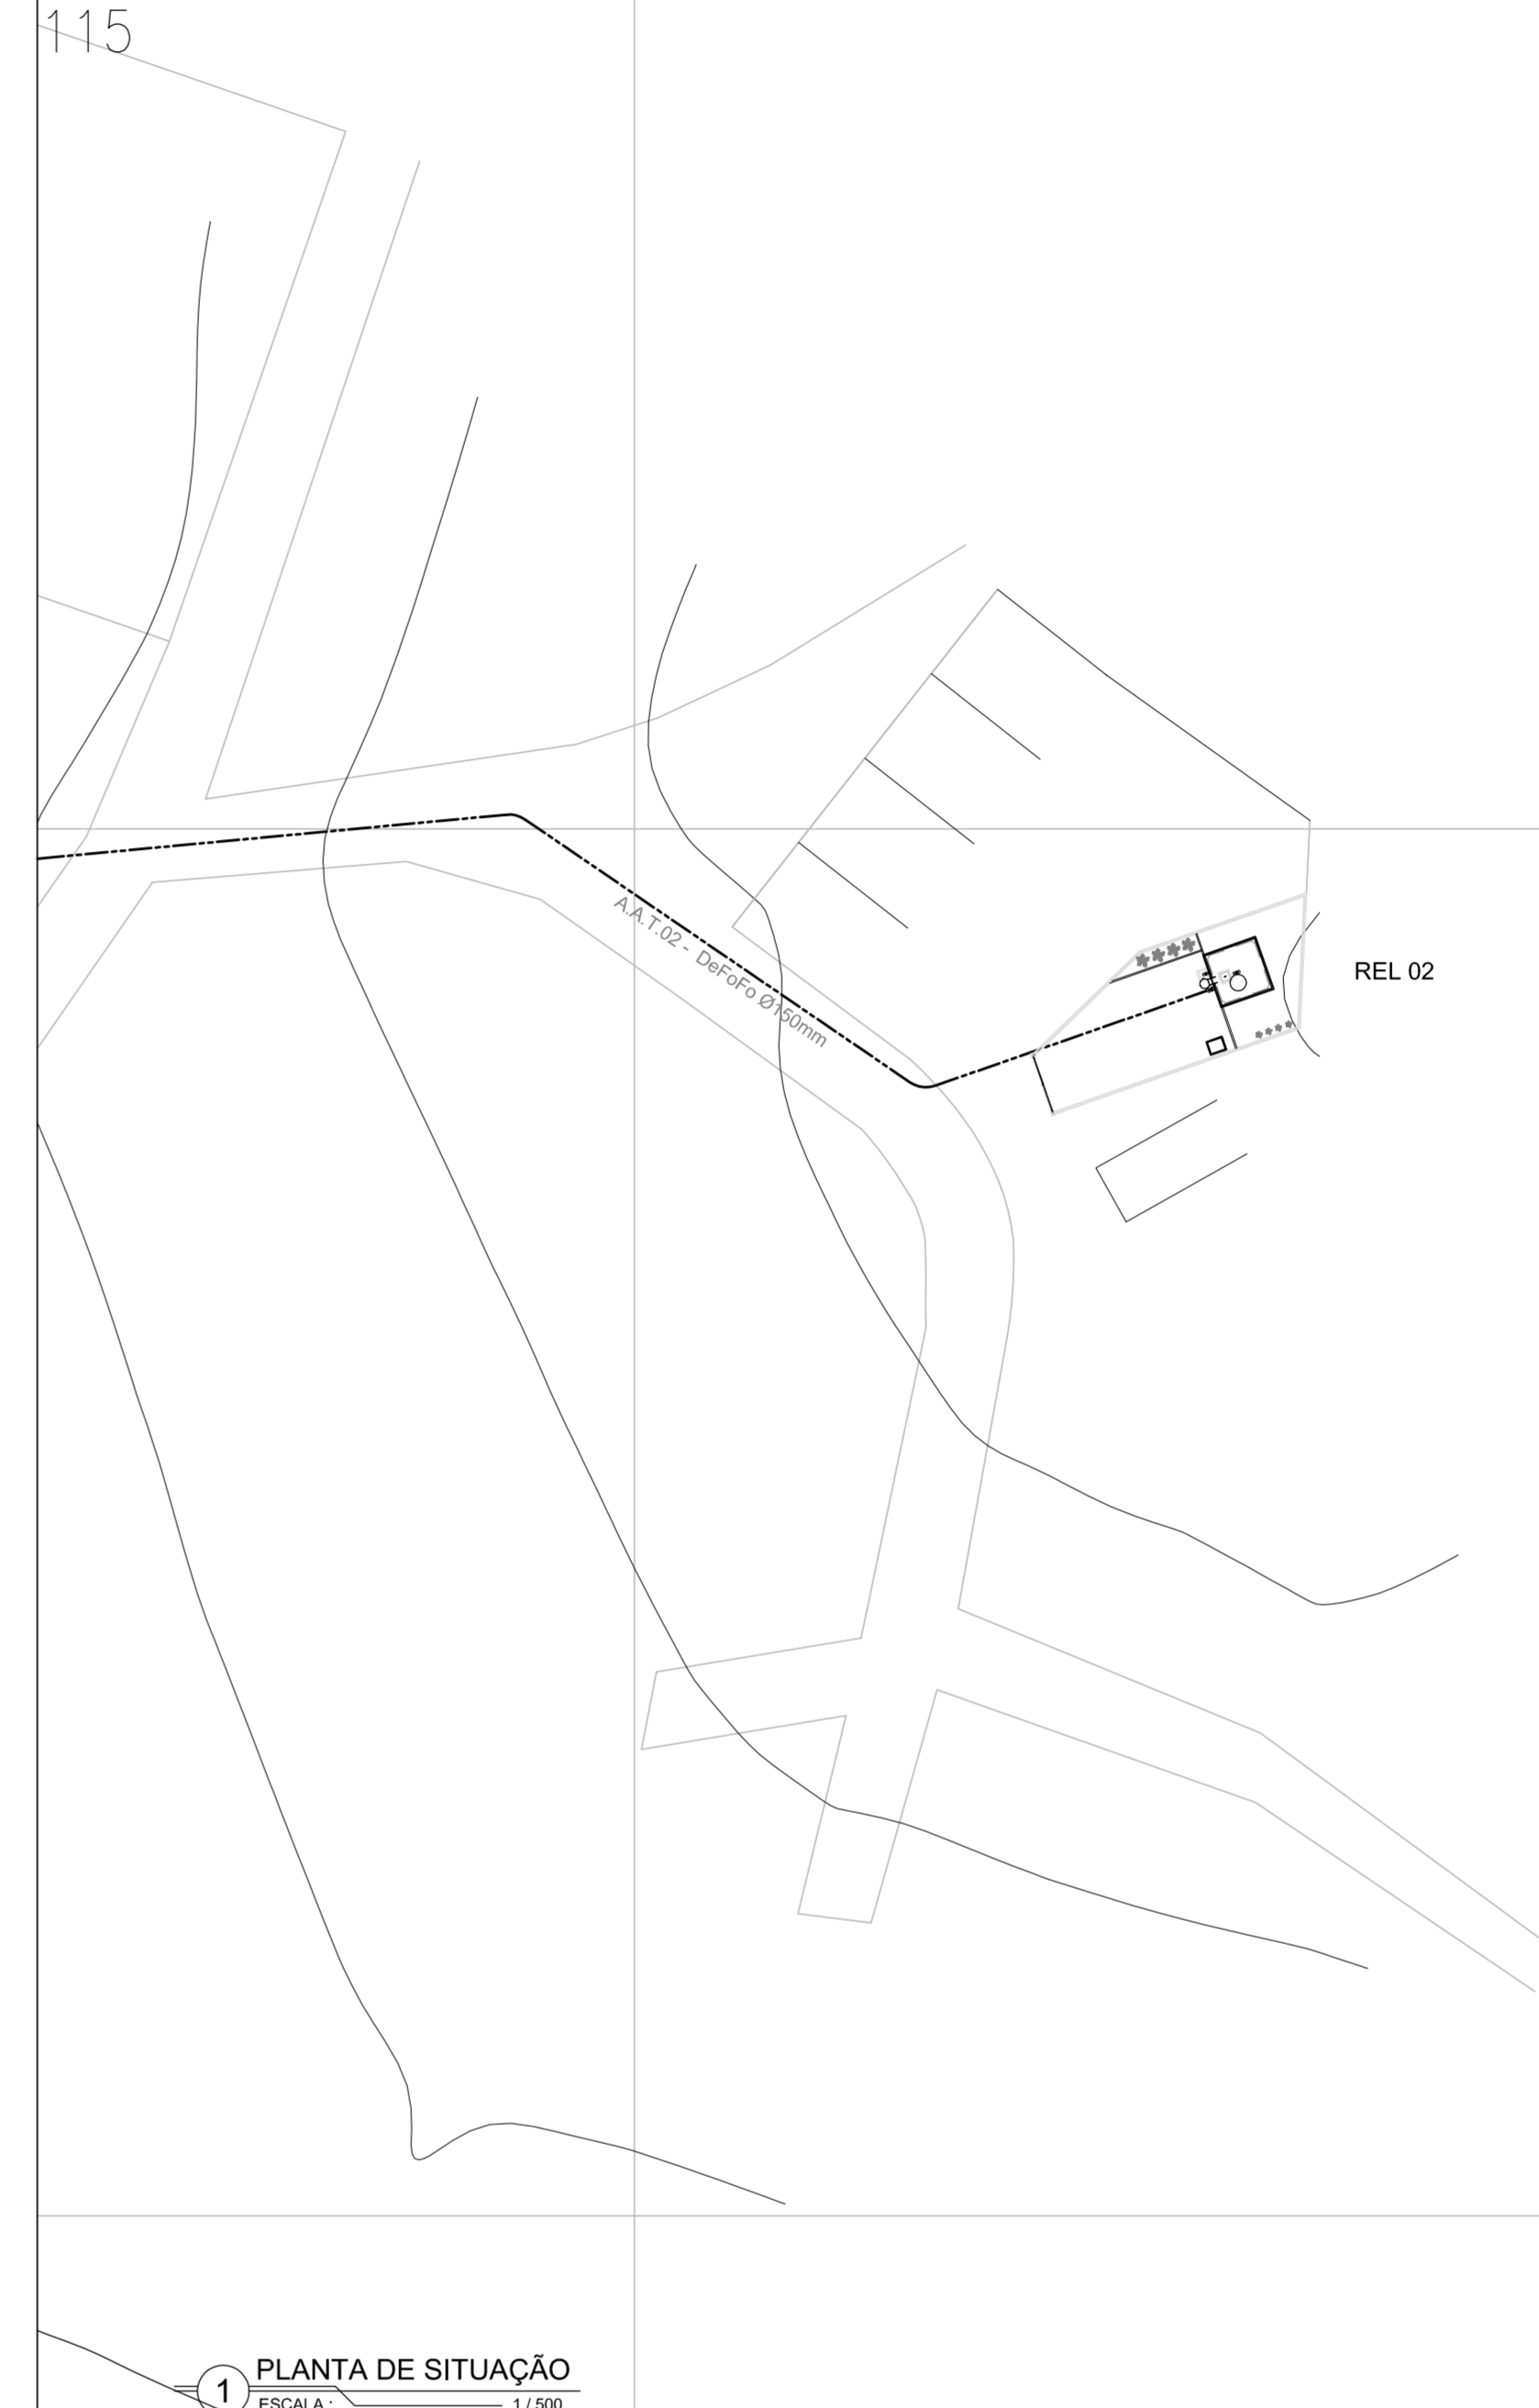 115
A.A.T.02 - DeFoFo Ø150mm
REL 02
1
PLANTA DE SITUAÇÃO
ESCALA : 1 / 500